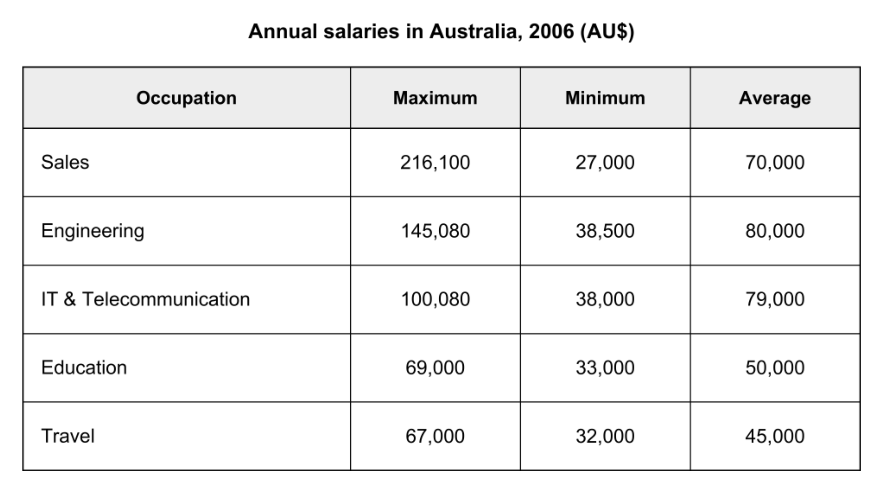 Annual salaries in Australia, 2006 (AU$)
Occupation Maximum Minimum Average
Sales 216,100 27,000 70,000
Engineering 145,080 38,500 80,000
IT & Telecommunication 100,080 38,000 79,000
Education 69,000 33,000 50,000
Travel 67,000 32,000 45,000